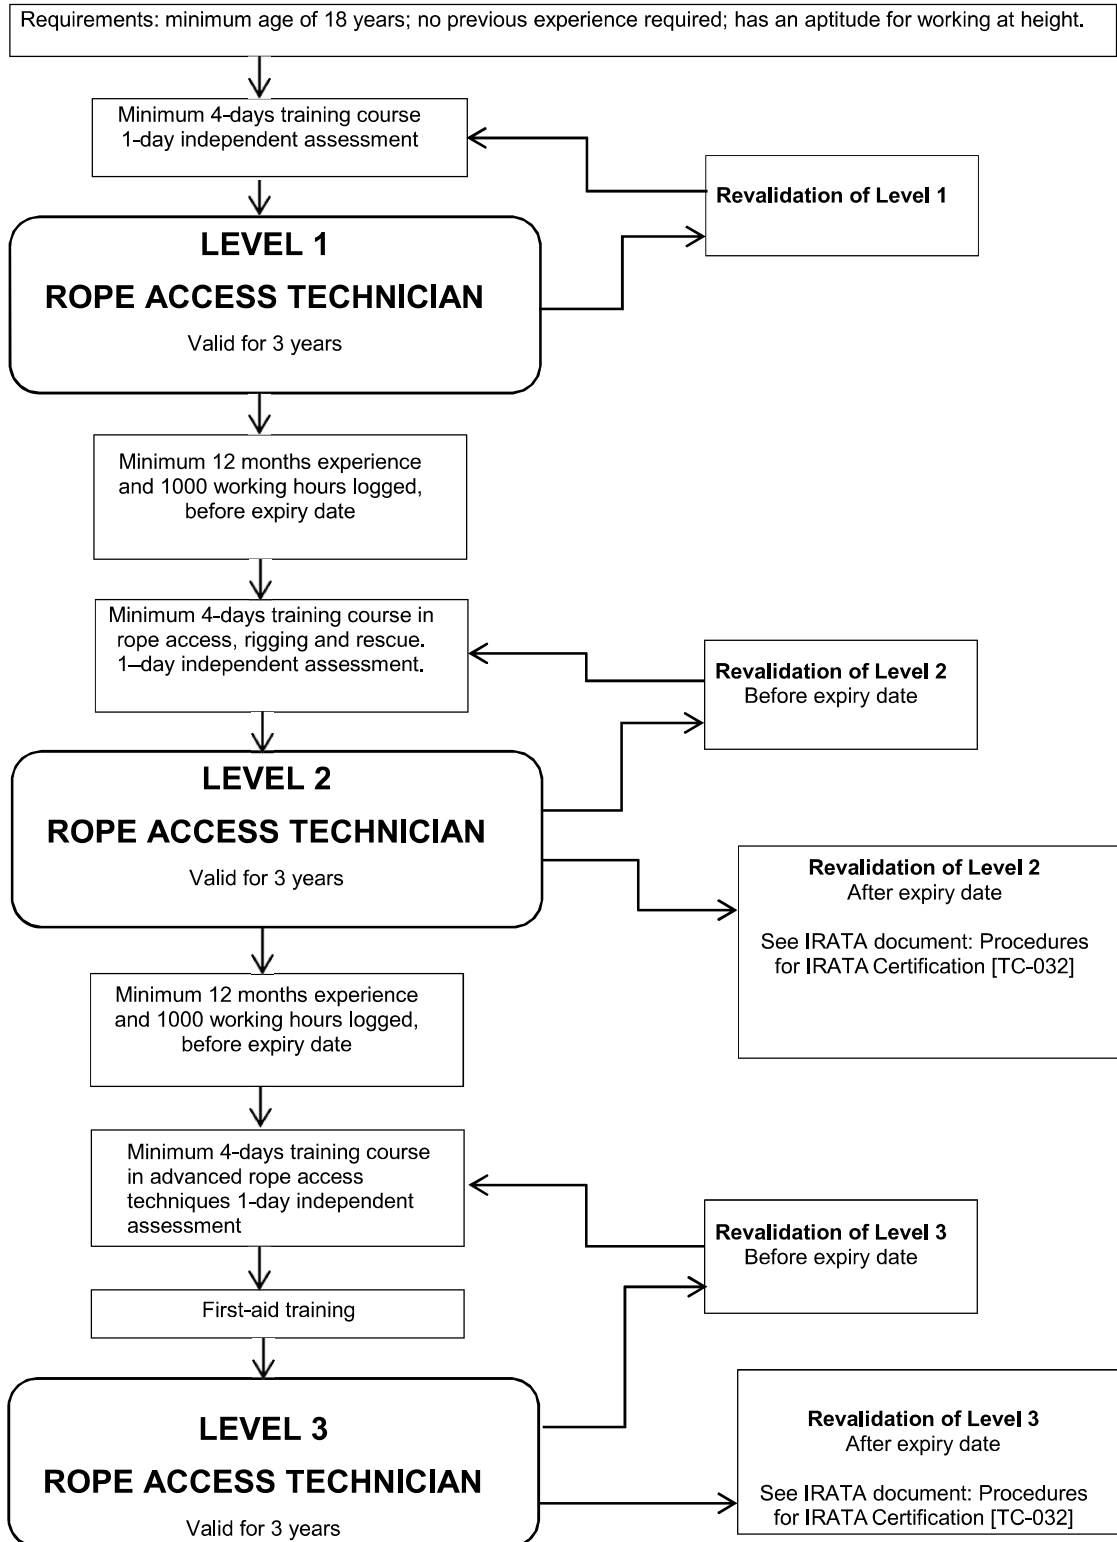 Requirements: minimum age of 18 years; no previous experience required; has an aptitude for working at height.
Minimum 4-days training course
1-day independent assessment
Revalidation of Level 1
LEVEL 1
ROPE ACCESS TECHNICIAN
Valid for 3 years
Minimum 12 months experience
and 1000 working hours logged,
before expiry date
Minimum 4-days training course in
rope access, rigging and rescue.
1–day independent assessment.
Revalidation of Level 2
Before expiry date
LEVEL 2
ROPE ACCESS TECHNICIAN
Valid for 3 years
Revalidation of Level 2
After expiry date
See IRATA document: Procedures
for IRATA Certification [TC-032]
Minimum 12 months experience
and 1000 working hours logged,
before expiry date
Minimum 4-days training course
in advanced rope access
techniques 1-day independent
assessment
Revalidation of Level 3
Before expiry date
First-aid training
LEVEL 3
ROPE ACCESS TECHNICIAN
Valid for 3 years
Revalidation of Level 3
After expiry date
See IRATA document: Procedures
for IRATA Certification [TC-032]